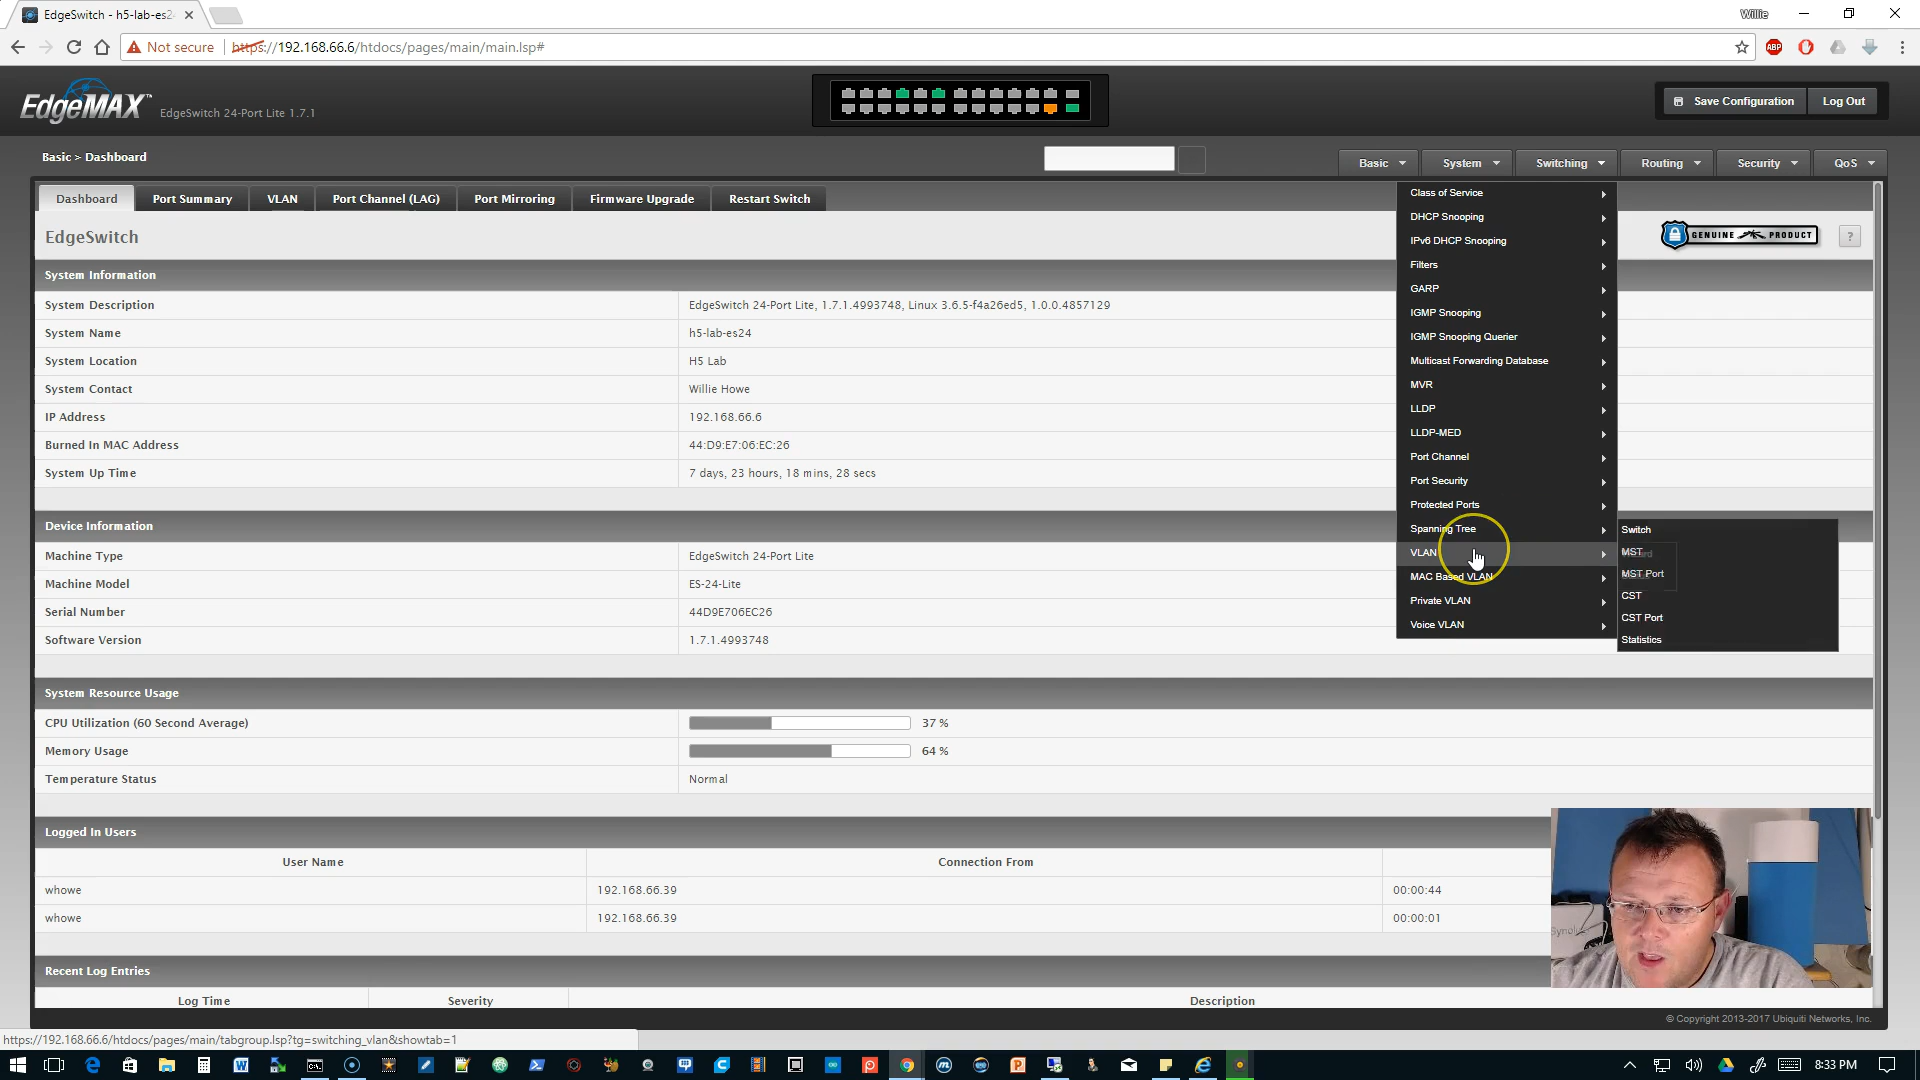 EdgeSwitch - h5-lab-es2
Willie
Not secure
https://192.168.66.6/htdocs/pages/main/main.lsp#
ABP
EdgeMAX™
EdgeSwitch 24-Port Lite 1.7.1
Save Configuration
Log Out
Basic > Dashboard
Basic
System
Switching
Routing
Security
QoS
Dashboard
Port Summary
VLAN
Port Channel (LAG)
Port Mirroring
Firmware Upgrade
Restart Switch
EdgeSwitch
GENUINE PRODUCT
?
System Information
System Description EdgeSwitch 24-Port Lite, 1.7.1.4993748, Linux 3.6.5-f4a26ed5, 1.0.0.4857129
System Name h5-lab-es24
System Location H5 Lab
System Contact Willie Howe
IP Address 192.168.66.6
Burned In MAC Address 44:D9:E7:06:EC:26
System Up Time 7 days, 23 hours, 18 mins, 28 secs
Device Information
Machine Type EdgeSwitch 24-Port Lite
Machine Model ES-24-Lite
Serial Number 44D9E706EC26
Software Version 1.7.1.4993748
System Resource Usage
CPU Utilization (60 Second Average) 37 %
Memory Usage 64 %
Temperature Status Normal
Logged In Users
User Name Connection From
whowe 192.168.66.39 00:00:44
whowe 192.168.66.39 00:00:01
Recent Log Entries
Log Time Severity Description
Class of Service
DHCP Snooping
IPv6 DHCP Snooping
Filters
GARP
IGMP Snooping
IGMP Snooping Querier
Multicast Forwarding Database
MVR
LLDP
LLDP-MED
Port Channel
Port Security
Protected Ports
Spanning Tree
VLAN
MAC Based VLAN
Private VLAN
Voice VLAN
Switch
MST
MST Port
CST
CST Port
Statistics
Synolo
© Copyright 2013-2017 Ubiquiti Networks, Inc.
https://192.168.66.6/htdocs/pages/main/tabgroup.lsp?tg=switching_vlan&showtab=1
8:33 PM